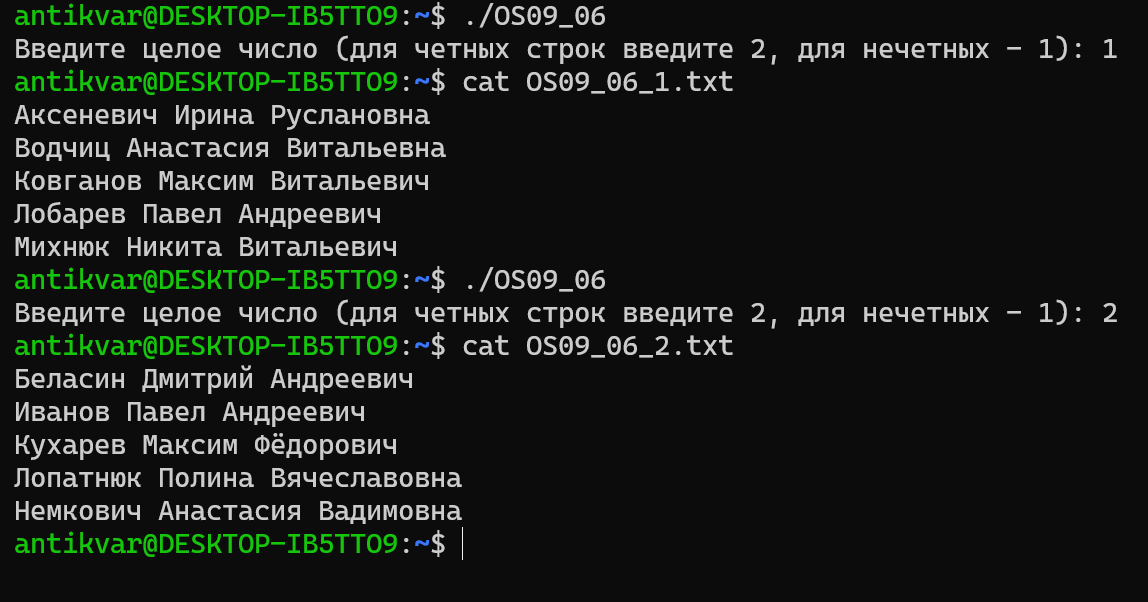 antikvar@DESKTOP-IB5TTO9:~$ ./OS09_06
Введите целое число (для четных строк введите 2, для нечетных - 1): 1
antikvar@DESKTOP-IB5TTO9:~$ cat OS09_06_1.txt
Аксеневич Ирина Руслановна
Водчиц Анастасия Витальевна
Ковганов Максим Витальевич
Лобарев Павел Андреевич
Михнюк Никита Витальевич
antikvar@DESKTOP-IB5TTO9:~$ ./OS09_06
Введите целое число (для четных строк введите 2, для нечетных - 1): 2
antikvar@DESKTOP-IB5TTO9:~$ cat OS09_06_2.txt
Беласин Дмитрий Андреевич
Иванов Павел Андреевич
Кухарев Максим Фёдорович
Лопатнюк Полина Вячеславовна
Немкович Анастасия Вадимовна
antikvar@DESKTOP-IB5TTO9:~$